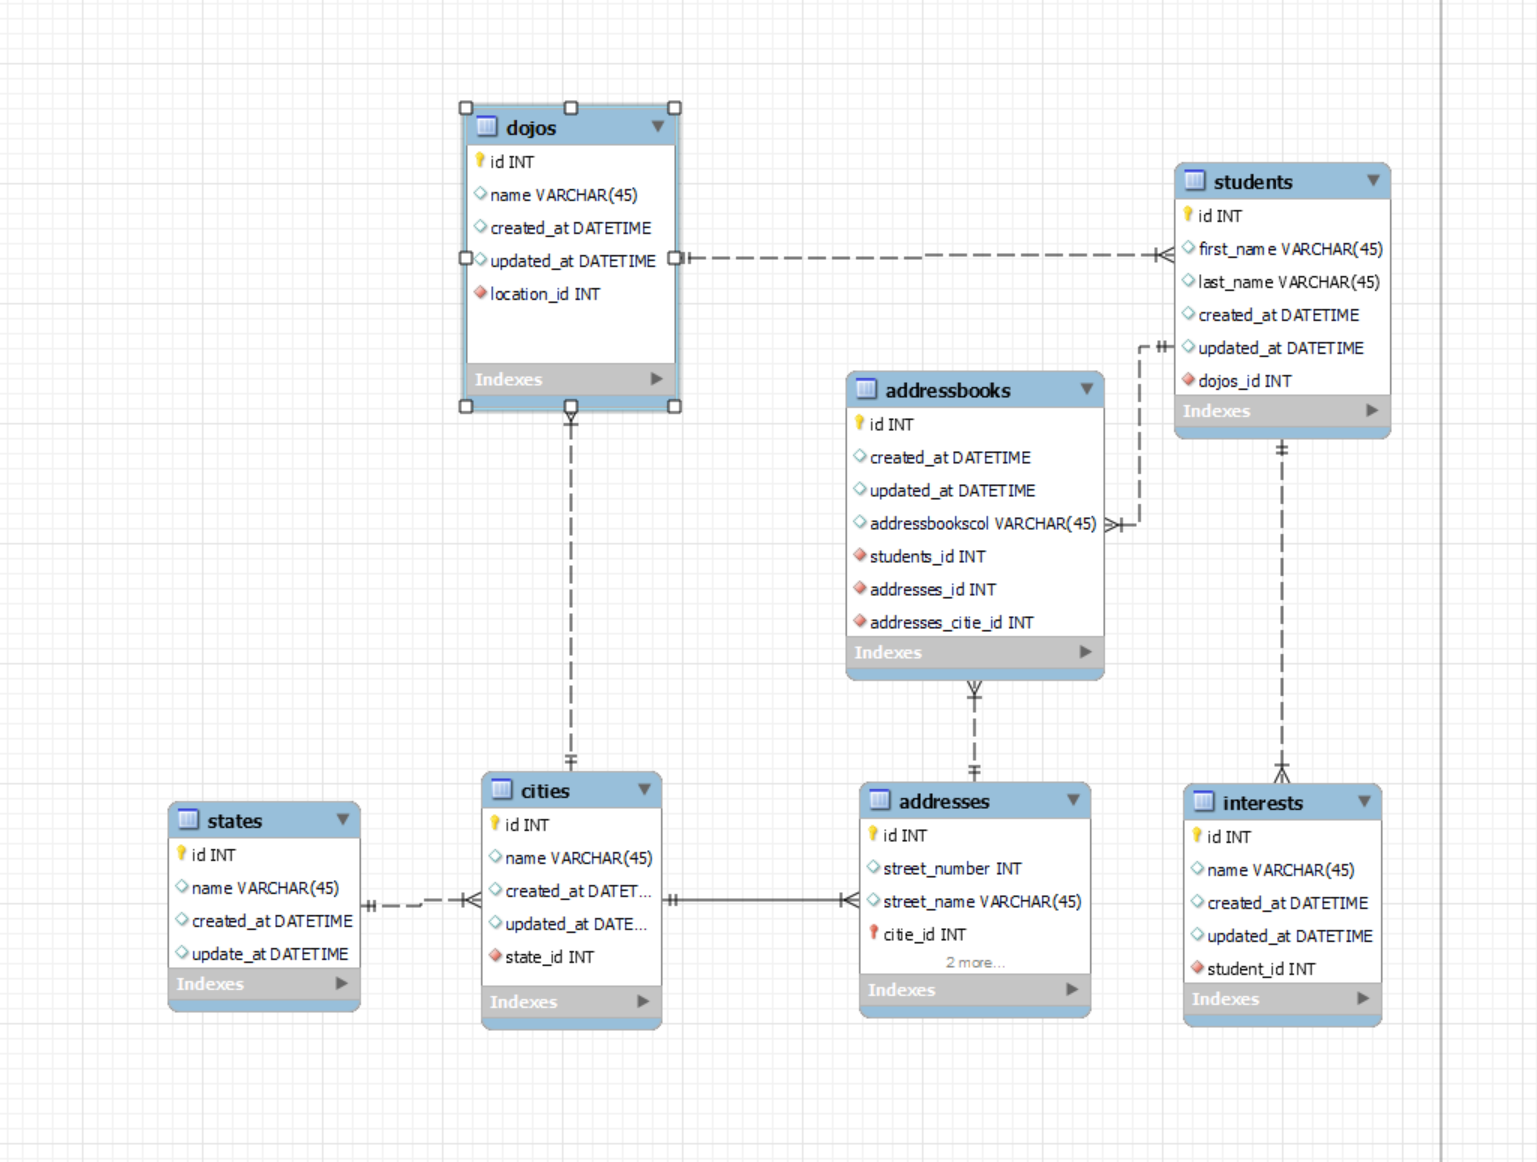 dojos
id INT
name VARCHAR(45)
created_at DATETIME
updated_at DATETIME
location_id INT
Indexes
students
id INT
first_name VARCHAR(45)
last_name VARCHAR(45)
created_at DATETIME
updated_at DATETIME
dojos_id INT
Indexes
addressbooks
id INT
created_at DATETIME
updated_at DATETIME
addressbookscol VARCHAR(45)
students_id INT
addresses_id INT
addresses_citie_id INT
Indexes
states
id INT
name VARCHAR(45)
created_at DATETIME
update_at DATETIME
Indexes
cities
id INT
name VARCHAR(45)
created_at DATET...
updated_at DATE...
state_id INT
Indexes
addresses
id INT
street_number INT
street_name VARCHAR(45)
citie_id INT
2 more...
Indexes
interests
id INT
name VARCHAR(45)
created_at DATETIME
updated_at DATETIME
student_id INT
Indexes